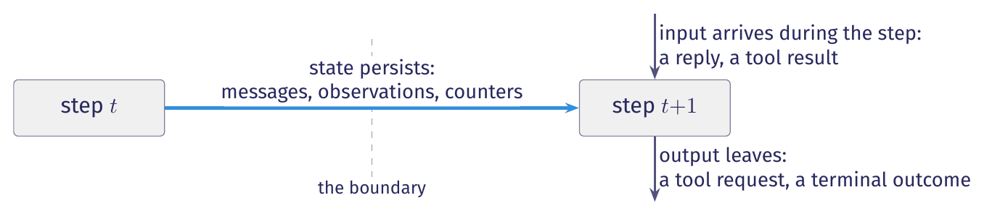 input arrives during the step:
a reply, a tool result
state persists:
messages, observations, counters
step t
step t+1
output leaves:
a tool request, a terminal outcome
the boundary